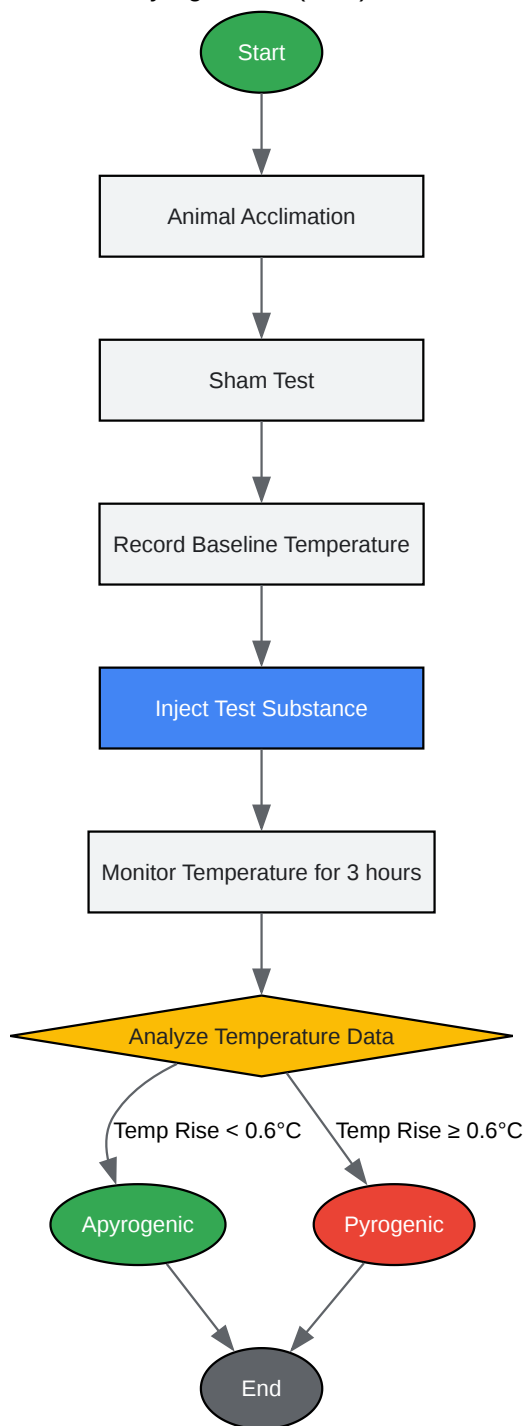 Start
Animal Acclimation
Sham Test
Record Baseline Temperature
Inject Test Substance
Monitor Temperature for 3 hours
Analyze Temperature Data
Temp Rise < 0.6°C
Temp Rise ≥ 0.6°C
Apyrogenic
Pyrogenic
End